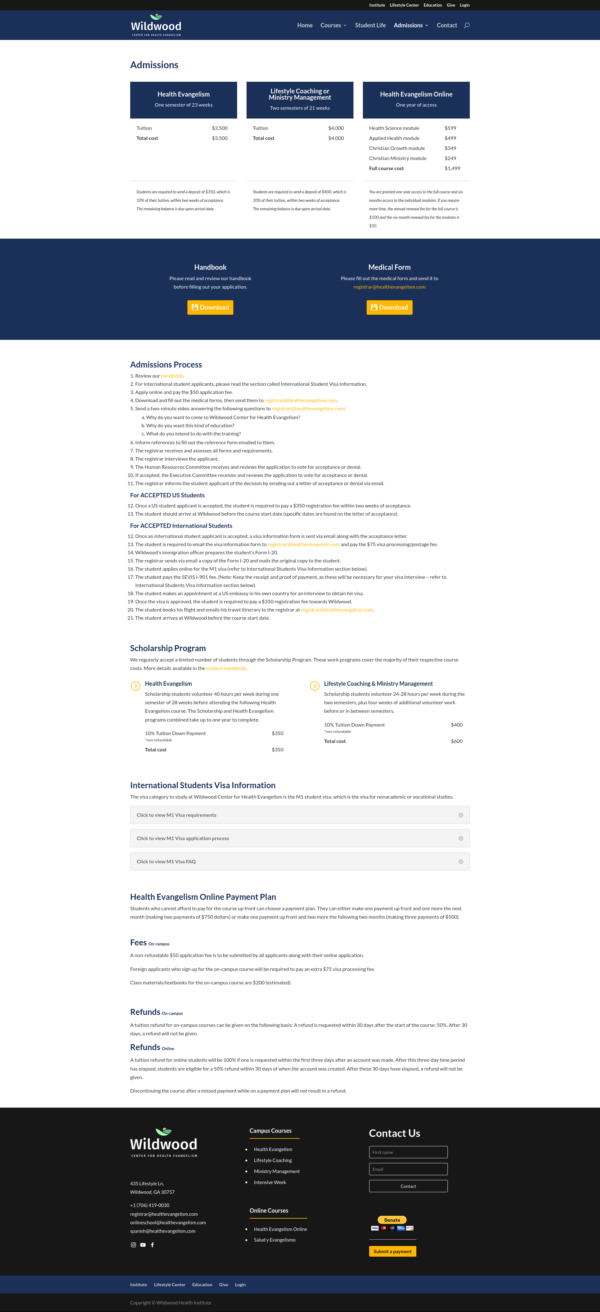 Institute Lifestyle Center Education Give Login
Wildwood
CENTER FOR HEALTH EVANGELISM
Home Courses Student Life Admissions Contact
Admissions
Health Evangelism
One semester of 23 weeks
Tuition $3,500
Total cost $3,500
Students are required to send a deposit of $350, which is
10% of their tuition, within two weeks of acceptance.
The remaining balance is due upon arrival date.
Lifestyle Coaching or
Ministry Management
Two semesters of 21 weeks
Tuition $4,000
Total cost $4,000
Students are required to send a deposit of $400, which is
10% of their tuition, within two weeks of acceptance.
The remaining balance is due upon arrival date.
Health Evangelism Online
One year of access
Health Science module $599
Applied Health module $499
Christian Growth module $349
Christian Ministry module $249
Full course cost $1,499
You are granted one year access to the full course and six
months access to the individual modules. If you require
more time, the annual renewal fee for the full course is
$100 and the six-month renewal fee for the modules is
$50.
Handbook
Please read and review our handbook
before filling out your application.
Download
Medical Form
Please fill out the medical form and send it to
registrar@healthevangelism.com
Download
Admissions Process
1. Review our handbook.
2. For international student applicants, please read the section called International Student Visa Information.
3. Apply online and pay the $50 application fee.
4. Download and fill out the medical forms, then send them to registrar@healthevangelism.com.
5. Send a two-minute video answering the following questions to registrar@healthevangelism.com:
a. Why do you want to come to Wildwood Center for Health Evangelism?
b. Why do you want this kind of education?
c. What do you intend to do with the training?
6. Inform references to fill out the reference form emailed to them.
7. The registrar receives and assesses all forms and requirements.
8. The registrar interviews the applicant.
9. The Human Resources Committee receives and reviews the application to vote for acceptance or denial.
10. If accepted, the Executive Committee receives and reviews the application to vote for acceptance or denial.
11. The registrar informs the student applicant of the decision by sending out a letter of acceptance or denial via email.
For ACCEPTED US Students
12. Once a US student applicant is accepted, the student is required to pay a $350 registration fee within two weeks of acceptance.
13. The student should arrive at Wildwood before the course start date (specific dates are found on the letter of acceptance).
For ACCEPTED International Students
12. Once an international student applicant is accepted, a visa information form is sent via email along with the acceptance letter.
13. The student is required to email the visa information form to registrar@healthevangelism.com and pay the $75 visa processing/postage fee.
14. Wildwood's immigration officer prepares the student's Form I-20.
15. The registrar sends via email a copy of the Form I-20 and mails the original copy to the student.
16. The student applies online for the M1 visa (refer to International Students Visa Information section below).
17. The student pays the SEVIS I-901 fee. (Note: Keep the receipt and proof of payment, as these will be necessary for your visa interview – refer to
International Students Visa Information section below).
18. The student makes an appointment at a US embassy in his own country for an interview to obtain his visa.
19. Once the visa is approved, the student is required to pay a $350 registration fee towards Wildwood.
20. The student books his flight and emails his travel itinerary to the registrar at registrar@healthevangelism.com.
21. The student arrives at Wildwood before the course start date.
Scholarship Program
We regularly accept a limited number of students through the Scholarship Program. These work programs cover the majority of their respective course
costs. More details available in the student handbook.
Health Evangelism
Scholarship students volunteer 40 hours per week during one
semester of 28 weeks before attending the following Health
Evangelism course. The Scholarship and Health Evangelism
programs combined take up to one year to complete.
10% Tuition Down Payment $350
*non-refundable
Total cost $350
Lifestyle Coaching & Ministry Management
Scholarship students volunteer 24-28 hours per week during the
two semesters, plus four weeks of additional volunteer work
before or in between semesters.
10% Tuition Down Payment $400
*non-refundable
Total cost $600
International Students Visa Information
The visa category to study at Wildwood Center for Health Evangelism is the M1 student visa, which is the visa for nonacademic or vocational studies.
Click to view M1 Visa requirements
Click to view M1 Visa application process
Click to view M1 Visa FAQ
Health Evangelism Online Payment Plan
Students who cannot afford to pay for the course up front can choose a payment plan. They can either make one payment up front and one more the next
month (making two payments of $750 dollars) or make one payment up front and two more the following two months (making three payments of $500).
Fees On-campus
A non-refundable $50 application fee is to be submitted by all applicants along with their online application.
Foreign applicants who sign up for the on-campus course will be required to pay an extra $75 visa processing fee.
Class materials/textbooks for the on-campus course are $200 (estimated).
Refunds On-campus
A tuition refund for on-campus courses can be given on the following basis: A refund is requested within 30 days after the start of the course: 50%. After 30
days, a refund will not be given.
Refunds Online
A tuition refund for online students will be 100% if one is requested within the first three days after an account was made. After this three-day time period
has elapsed, students are eligible for a 50% refund within 30 days of when the account was created. After these 30 days have elapsed, a refund will not be
given.
Discontinuing the course after a missed payment while on a payment plan will not result in a refund.
Wildwood
CENTER FOR HEALTH EVANGELISM
435 Lifestyle Ln,
Wildwood, GA 30757
+1 (706) 419-0030
registrar@healthevangelism.com
onlineschool@healthevangelism.com
spanish@healthevangelism.com
Campus Courses
Health Evangelism
Lifestyle Coaching
Ministry Management
Intensive Week
Online Courses
Health Evangelism Online
Salud y Evangelismo
Contact Us
First name
Email
Contact
Donate
Submit a payment
Institute Lifestyle Center Education Give Login
Copyright © Wildwood Health Institute